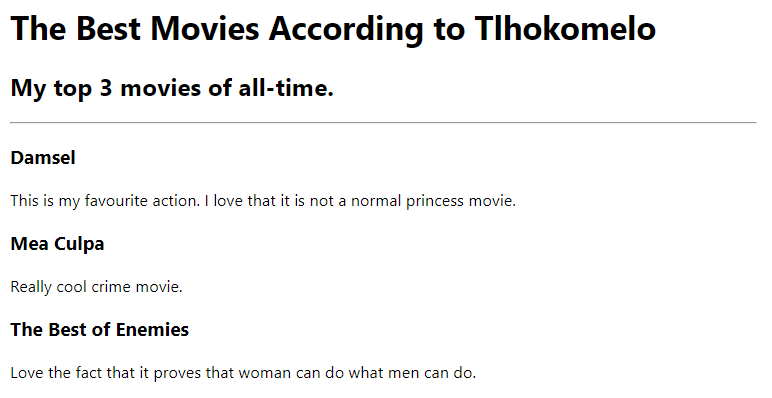 The Best Movies According to Tlhokomelo
My top 3 movies of all-time.
Damsel
This is my favourite action. I love that it is not a normal princess movie.
Mea Culpa
Really cool crime movie.
The Best of Enemies
Love the fact that it proves that woman can do what men can do.